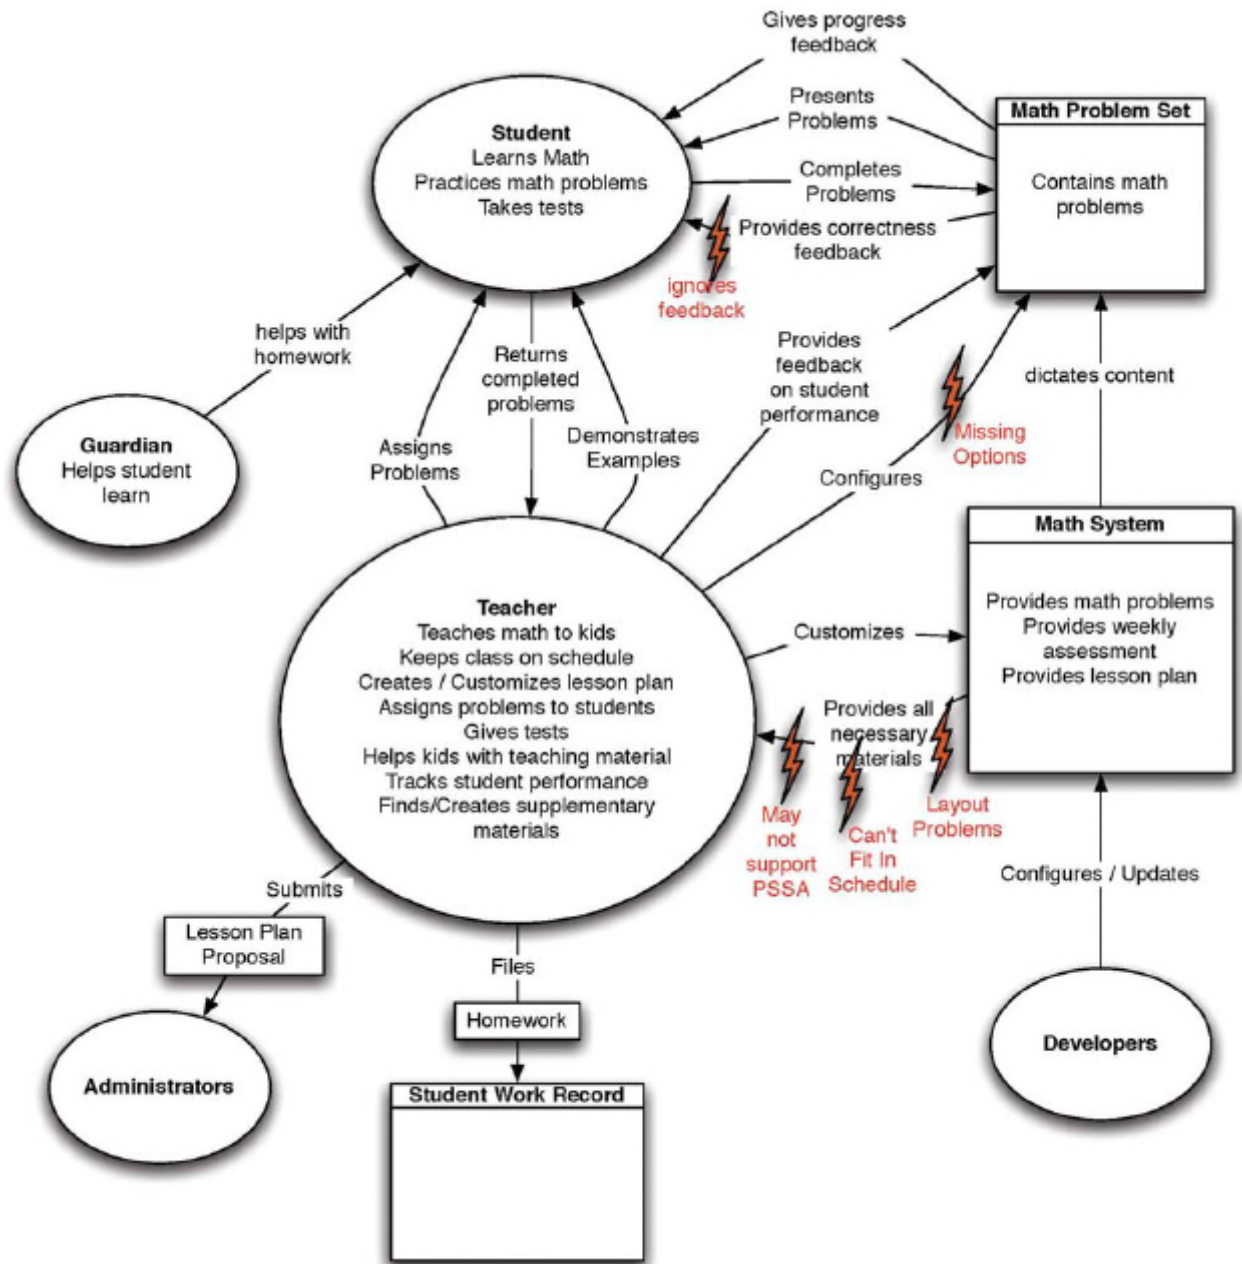 Gives progress
feedback
Presents
Problems
Math Problem Set
Student
Learns Math
Practices math problems
Takes tests
Completes
Problems
Contains math
problems
Provides correctness
feedback
ignores
feedback
helps with
homework
Returns
completed
problems
Provides
feedback
on student
performance
dictates content
Guardian
Helps student
learn
Assigns
Problems
Demonstrates
Examples
Missing
Options
Configures
Math System
Provides math problems
Provides weekly
assessment
Provides lesson plan
Teacher
Teaches math to kids
Keeps class on schedule
Creates / Customizes lesson plan
Assigns problems to students
Gives tests
Helps kids with teaching material
Tracks student performance
Finds/Creates supplementary
materials
Customizes
Provides all
necessary
materials
May
not
support
PSSA
Can't
Fit In
Schedule
Layout
Problems
Configures / Updates
Submits
Lesson Plan
Proposal
Files
Homework
Administrators
Student Work Record
Developers